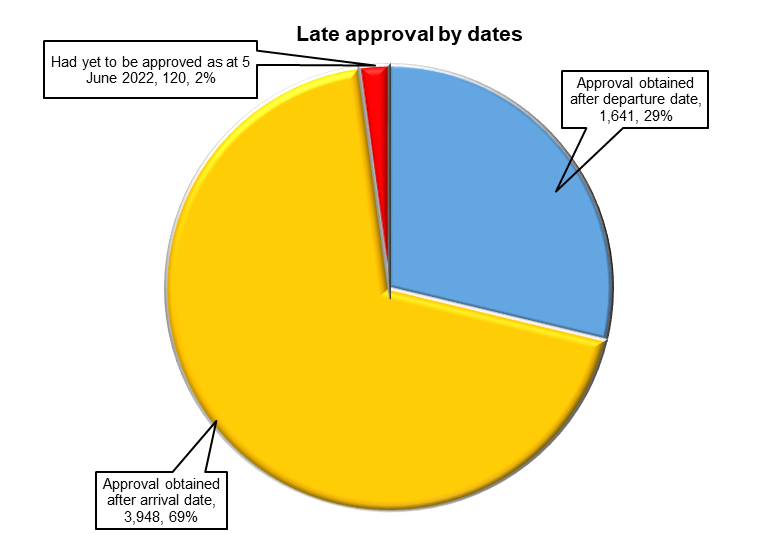 Late approval by dates
Had yet to be approved as at 5
June 2022, 120, 2%
Approval obtained
after departure date,
1,641, 29%
Approval obtained
after arrival date,
3,948, 69%